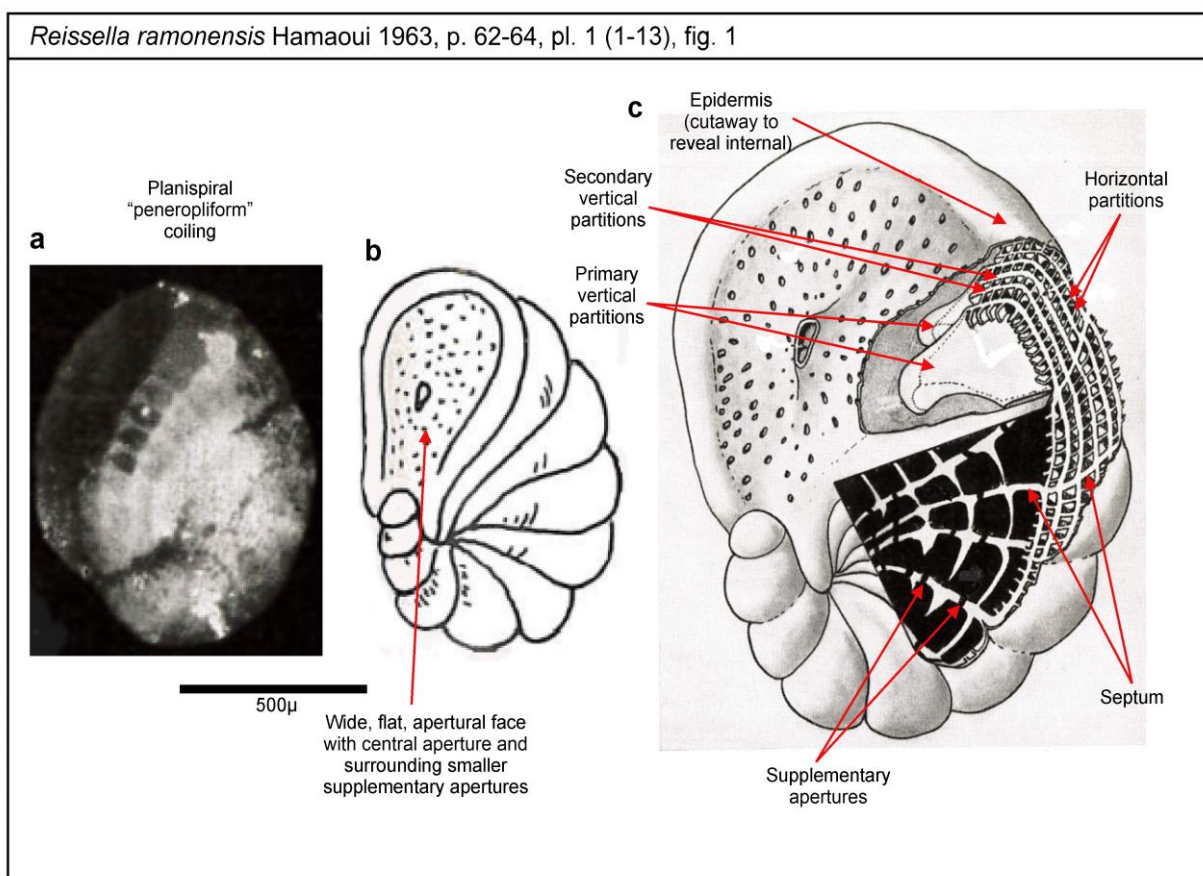 Reissella ramonensis Hamaoui 1963, p. 62-64, pl. 1 (1-13), fig. 1
Planispiral
“peneropliform”
coiling
a
b
c
Epidermis
(cutaway to
reveal internal)
Secondary
vertical
partitions
Horizontal
partitions
Primary
vertical
partitions
500µ
Wide, flat, apertural face
with central aperture and
surrounding smaller
supplementary apertures
Septum
Supplementary
apertures